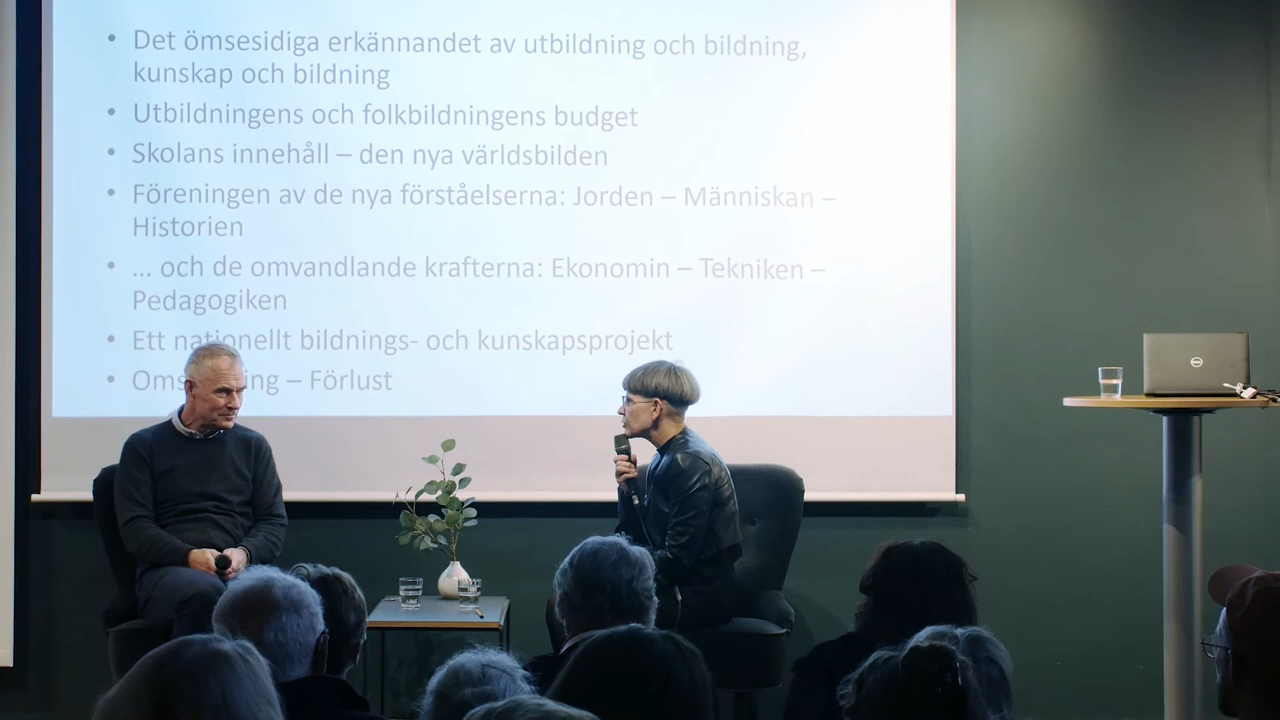 • Det ömsesidiga erkännandet av utbildning och bildning,
kunskap och bildning
• Utbildningens och folkbildningens budget
• Skolans innehåll – den nya världsbilden
• Föreningen av de nya förståelserna: Jorden – Människan –
Historien
• ... och de omvandlande krafterna: Ekonomin – Tekniken –
Pedagogiken
• Ett nationellt bildnings- och kunskapsprojekt
• – Förlust
DELL